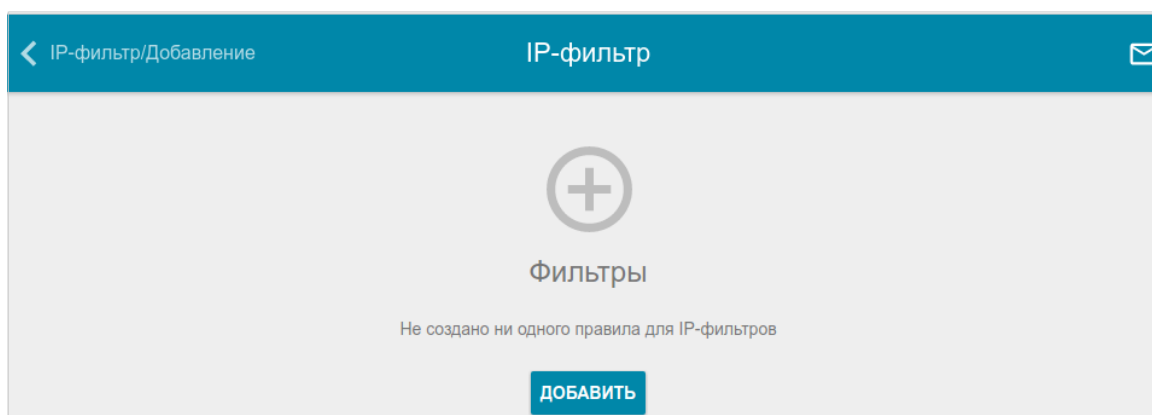 IP-фильтр/Добавление
IP-фильтр
Фильтры
Не создано ни одного правила для IP-фильтров
ДОБАВИТЬ